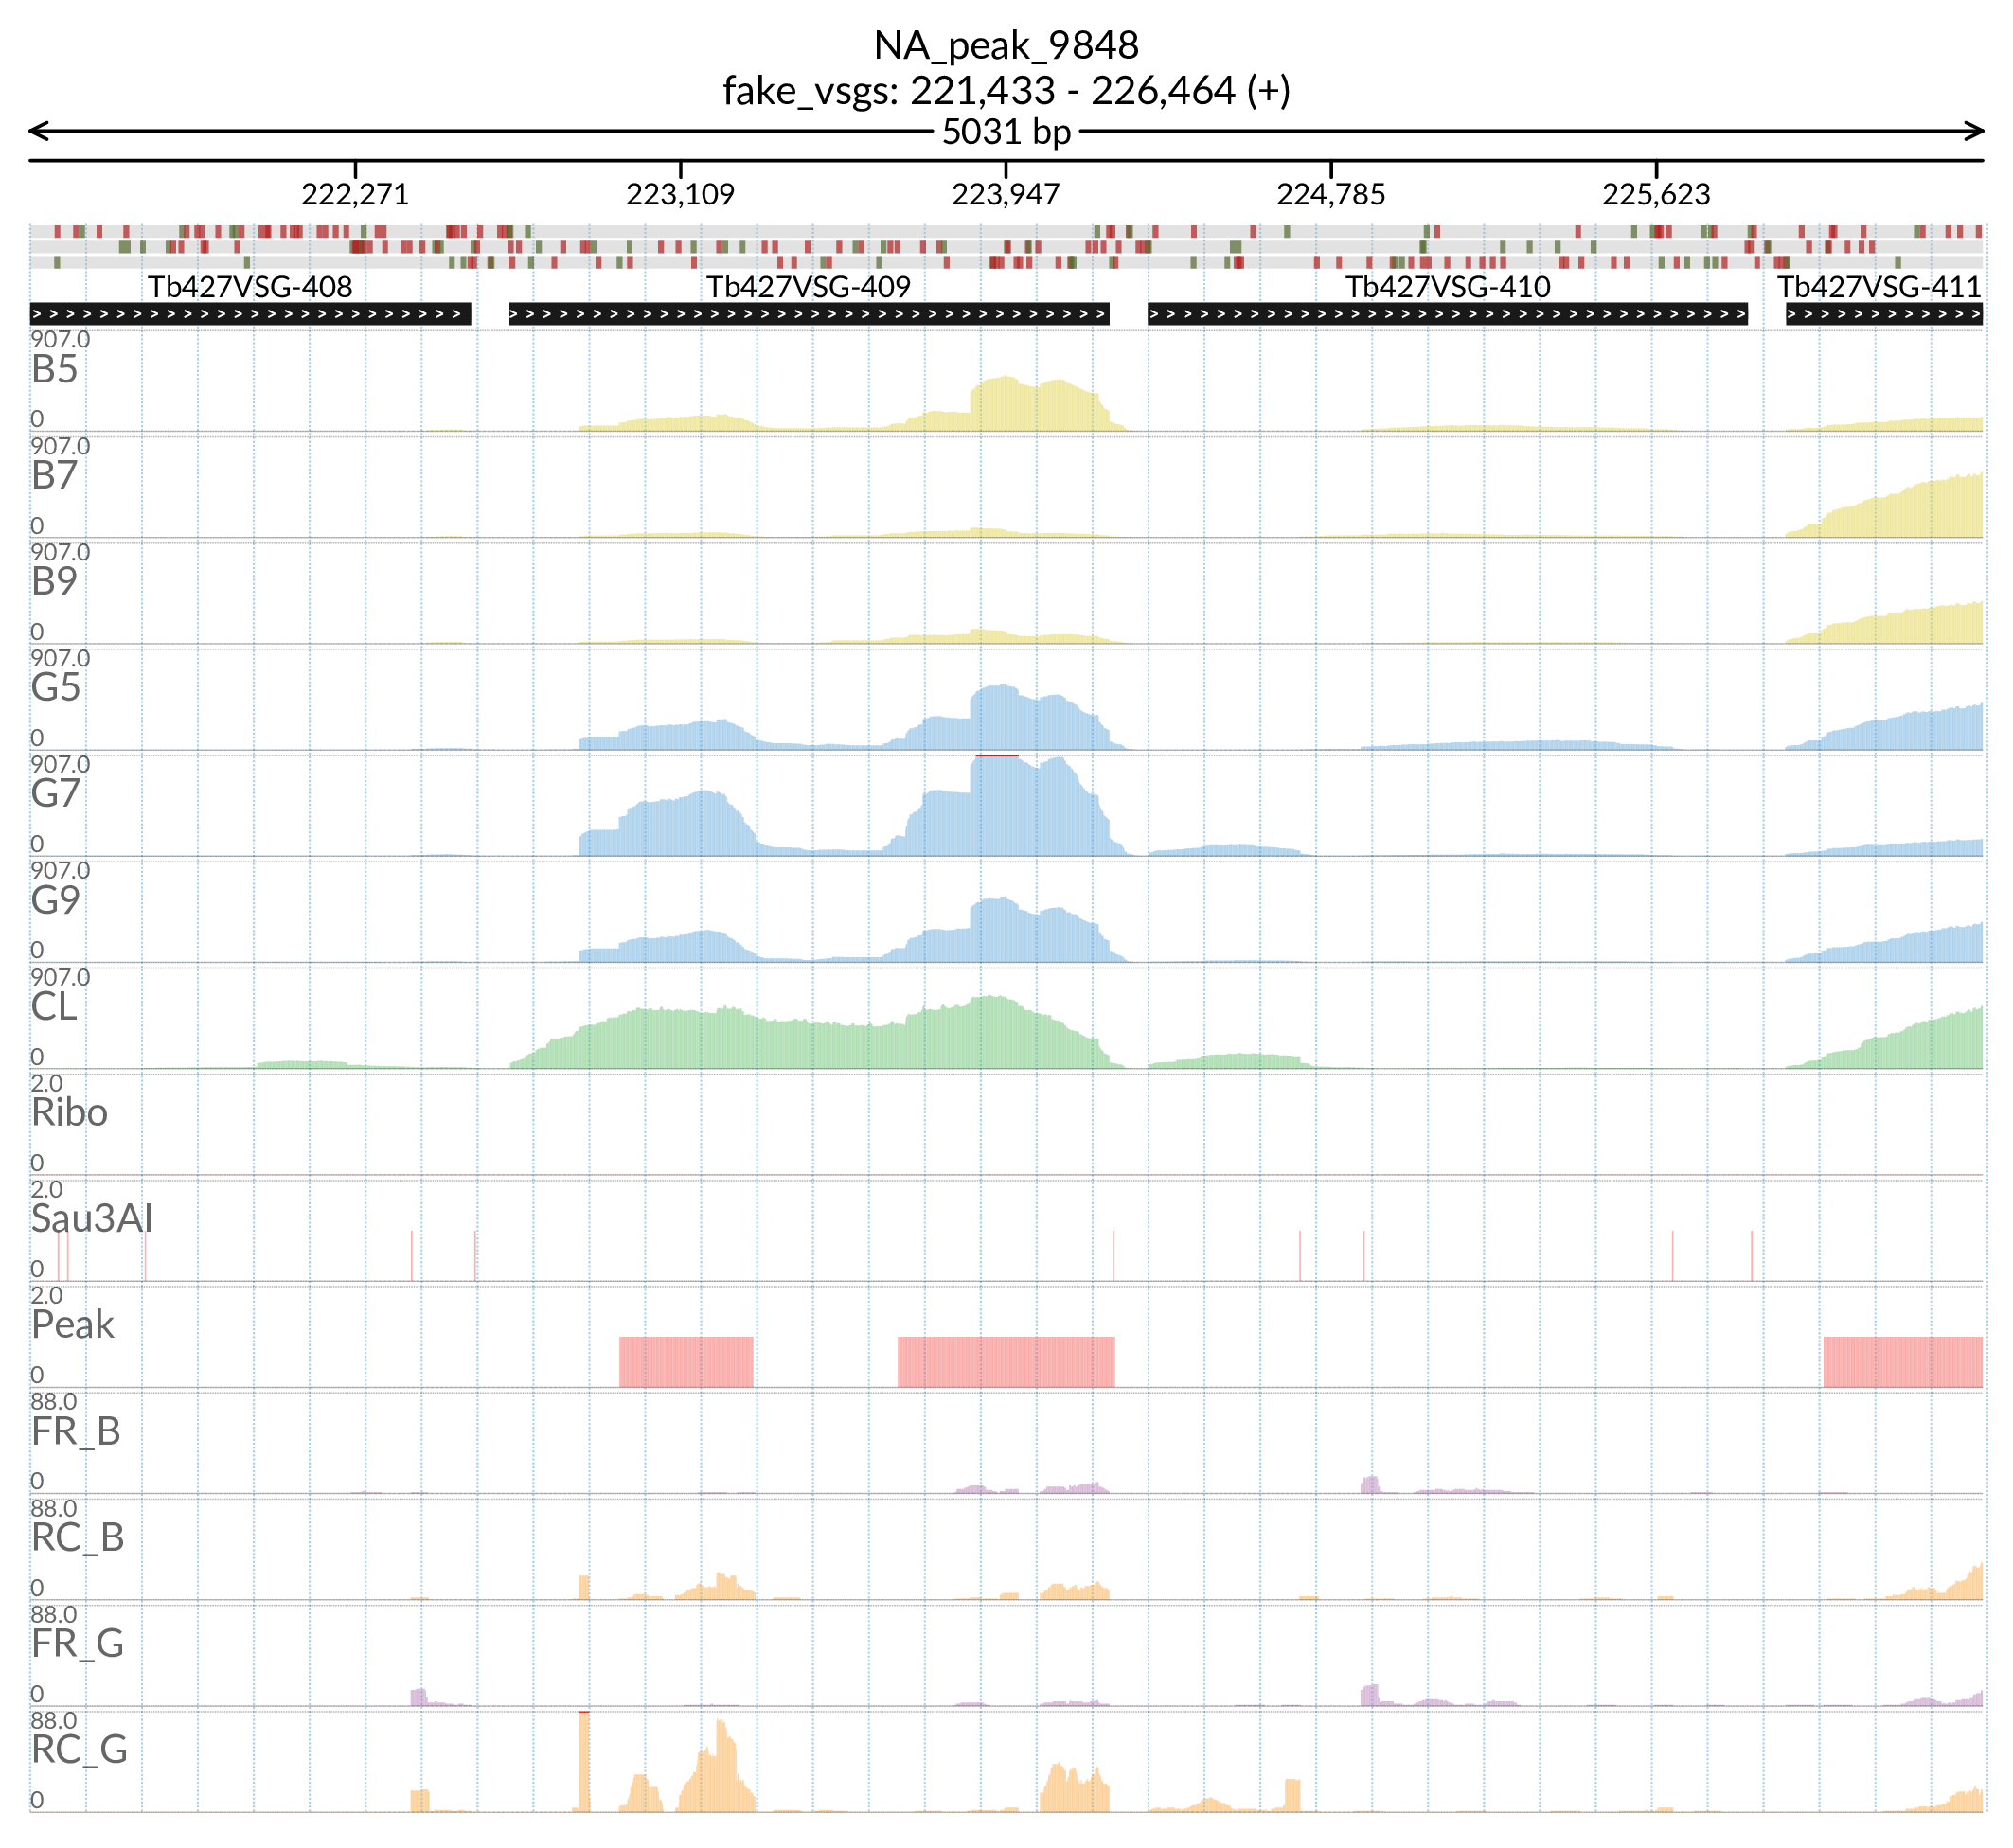 NA_peak_9848
fake_vsgs: 221,433 - 226,464 (+)
5031 bp
222,271 223,109 223,947 224,785 225,623
Tb427VSG-408 Tb427VSG-409 Tb427VSG-410 Tb427VSG-411
907.0
B5
0
907.0
B7
0
907.0
B9
0
907.0
G5
0
907.0
G7
0
907.0
G9
0
907.0
CL
0
2.0
Ribo
0
2.0
Sau3AI
0
2.0
Peak
0
88.0
FR_B
0
88.0
RC_B
0
88.0
FR_G
0
88.0
RC_G
0